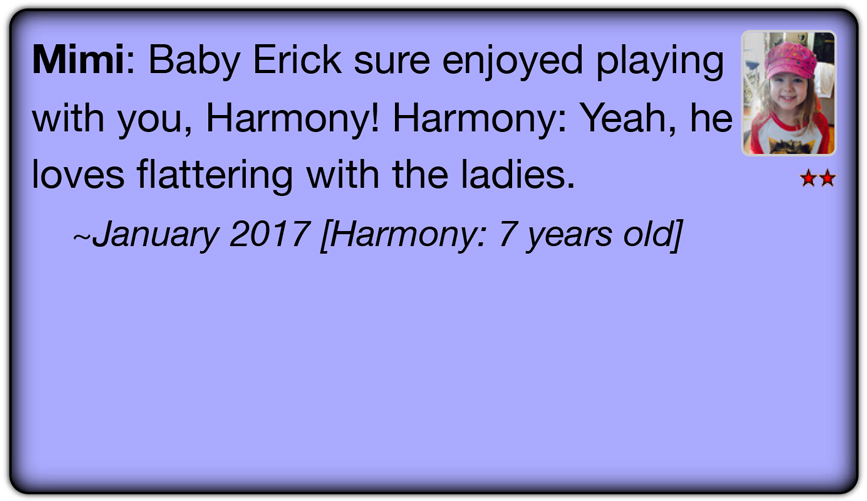 Mimi: Baby Erick sure enjoyed playing
with you, Harmony! Harmony: Yeah, he
loves flattering with the ladies.
~January 2017 [Harmony: 7 years old]